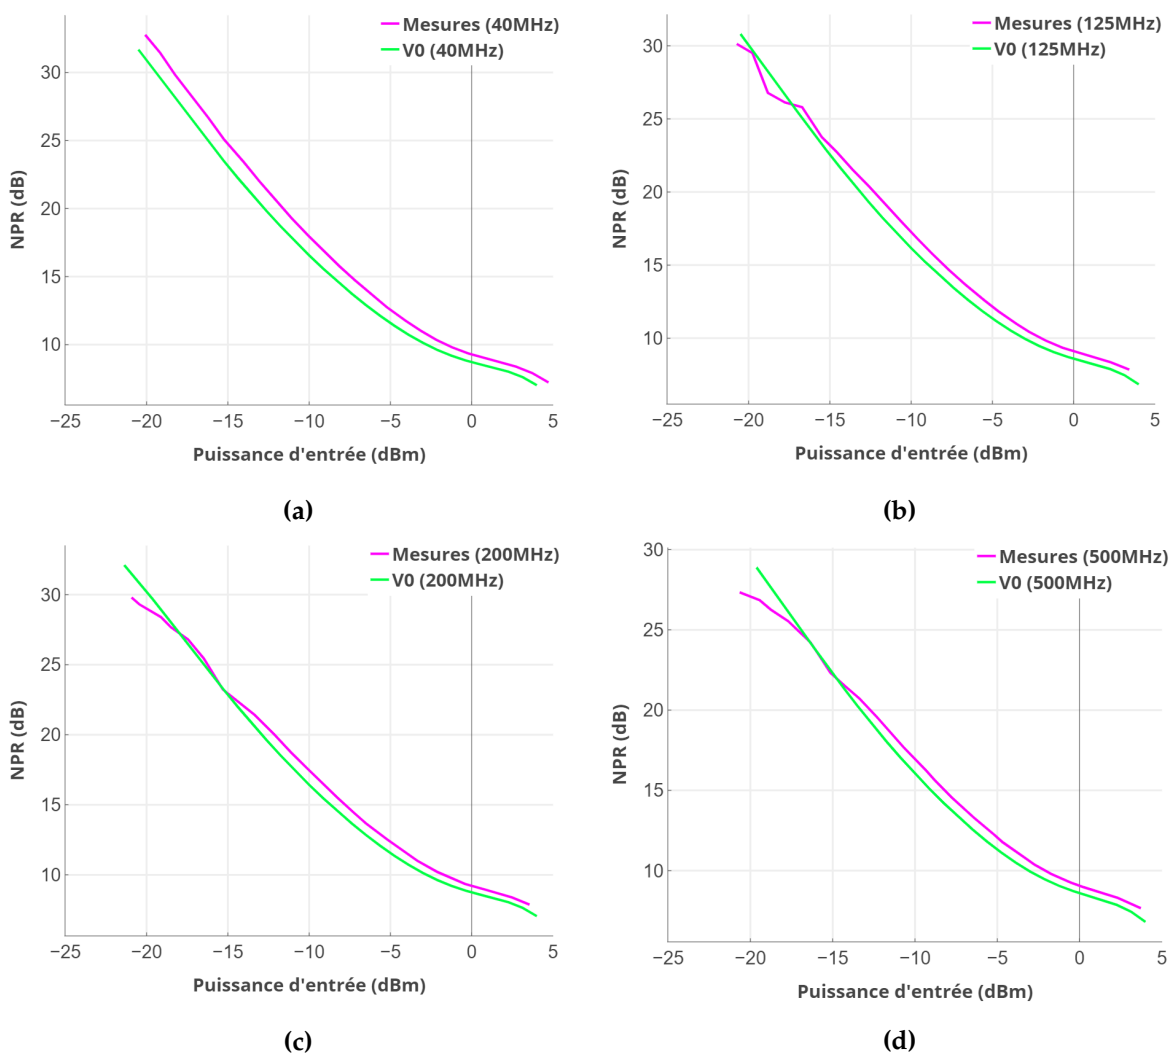 Mesures (40MHz)
V0 (40MHz)
30
25
20
15
10
NPR (dB)
−25 −20 −15 −10 −5 0 5
Puissance d'entrée (dBm)
(a)
Mesures (125MHz)
V0 (125MHz)
30
25
20
15
10
NPR (dB)
−25 −20 −15 −10 −5 0 5
Puissance d'entrée (dBm)
(b)
Mesures (200MHz)
V0 (200MHz)
30
25
20
15
10
NPR (dB)
−25 −20 −15 −10 −5 0 5
Puissance d'entrée (dBm)
(c)
Mesures (500MHz)
V0 (500MHz)
30
25
20
15
10
NPR (dB)
−25 −20 −15 −10 −5 0 5
Puissance d'entrée (dBm)
(d)